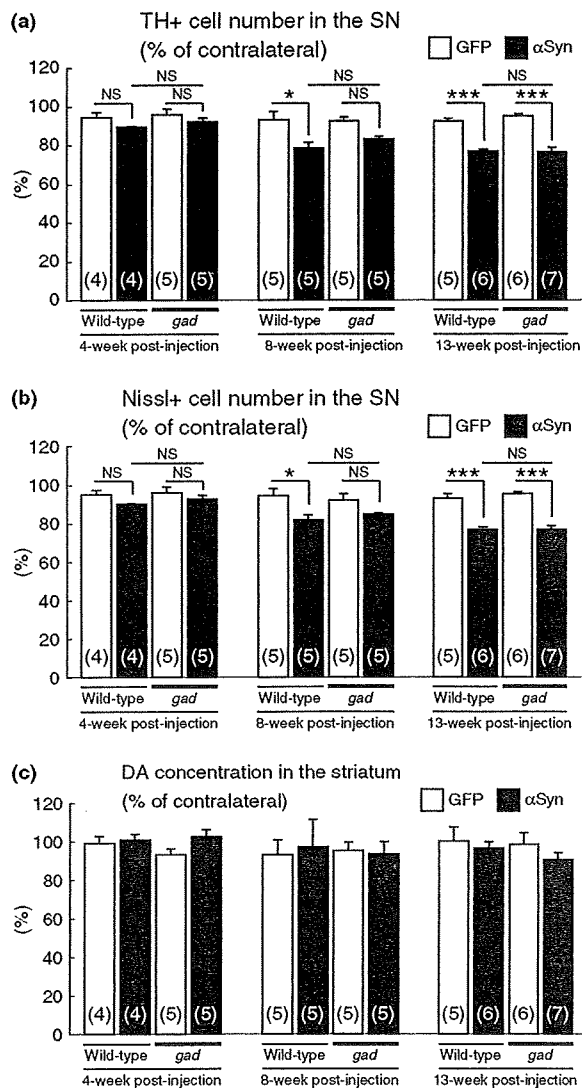 (a) TH+ cell number in the SN
(% of contralateral)
GFP αSyn
NS NS NS
NS NS * NS *** ***
120
100
80
60
40
20
0
(%)
(4) (4) (5) (5) (5) (5) (5) (5) (5) (6) (6) (7)
Wild-type gad Wild-type gad Wild-type gad
4-week post-injection 8-week post-injection 13-week post-injection
(b) Nissl+ cell number in the SN
(% of contralateral)
GFP αSyn
NS NS NS
NS NS * NS *** ***
120
100
80
60
40
20
0
(%)
(4) (4) (5) (5) (5) (5) (5) (5) (5) (6) (6) (7)
Wild-type gad Wild-type gad Wild-type gad
4-week post-injection 8-week post-injection 13-week post-injection
(c) DA concentration in the striatum
(% of contralateral)
GFP αSyn
120
100
80
60
40
20
0
(%)
(4) (4) (5) (5) (5) (5) (5) (5) (5) (6) (6) (7)
Wild-type gad Wild-type gad Wild-type gad
4-week post-injection 8-week post-injection 13-week post-injection